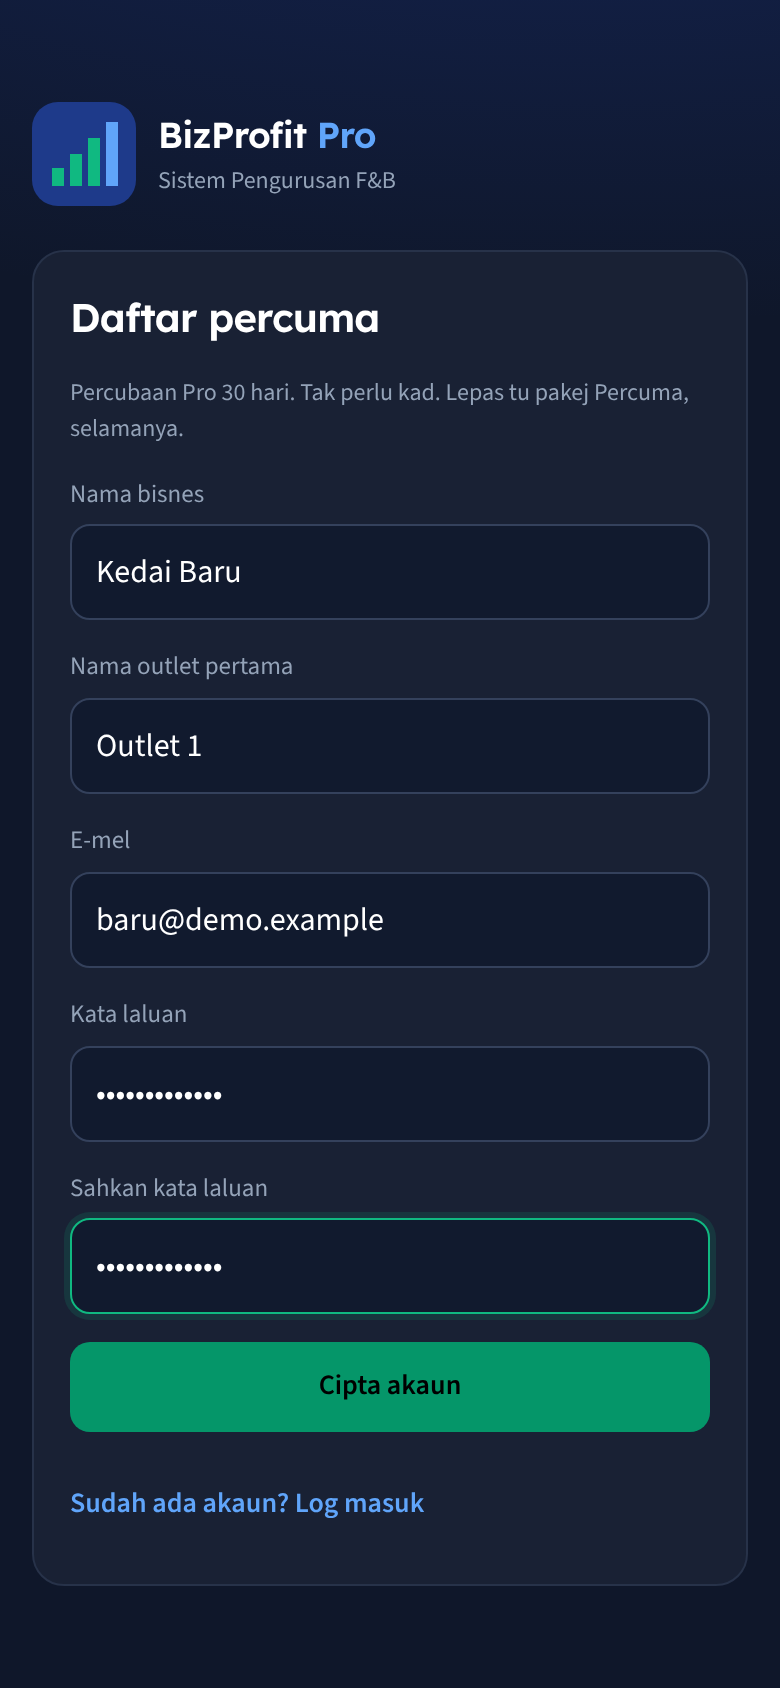 BizProfit Pro
Sistem Pengurusan F&B
Daftar percuma
Percubaan Pro 30 hari. Tak perlu kad. Lepas tu pakej Percuma,
selamanya.
Nama bisnes
Kedai Baru
Nama outlet pertama
Outlet 1
E-mel
baru@demo.example
Kata laluan
•••••••••••••
Sahkan kata laluan
•••••••••••••
Cipta akaun
Sudah ada akaun? Log masuk